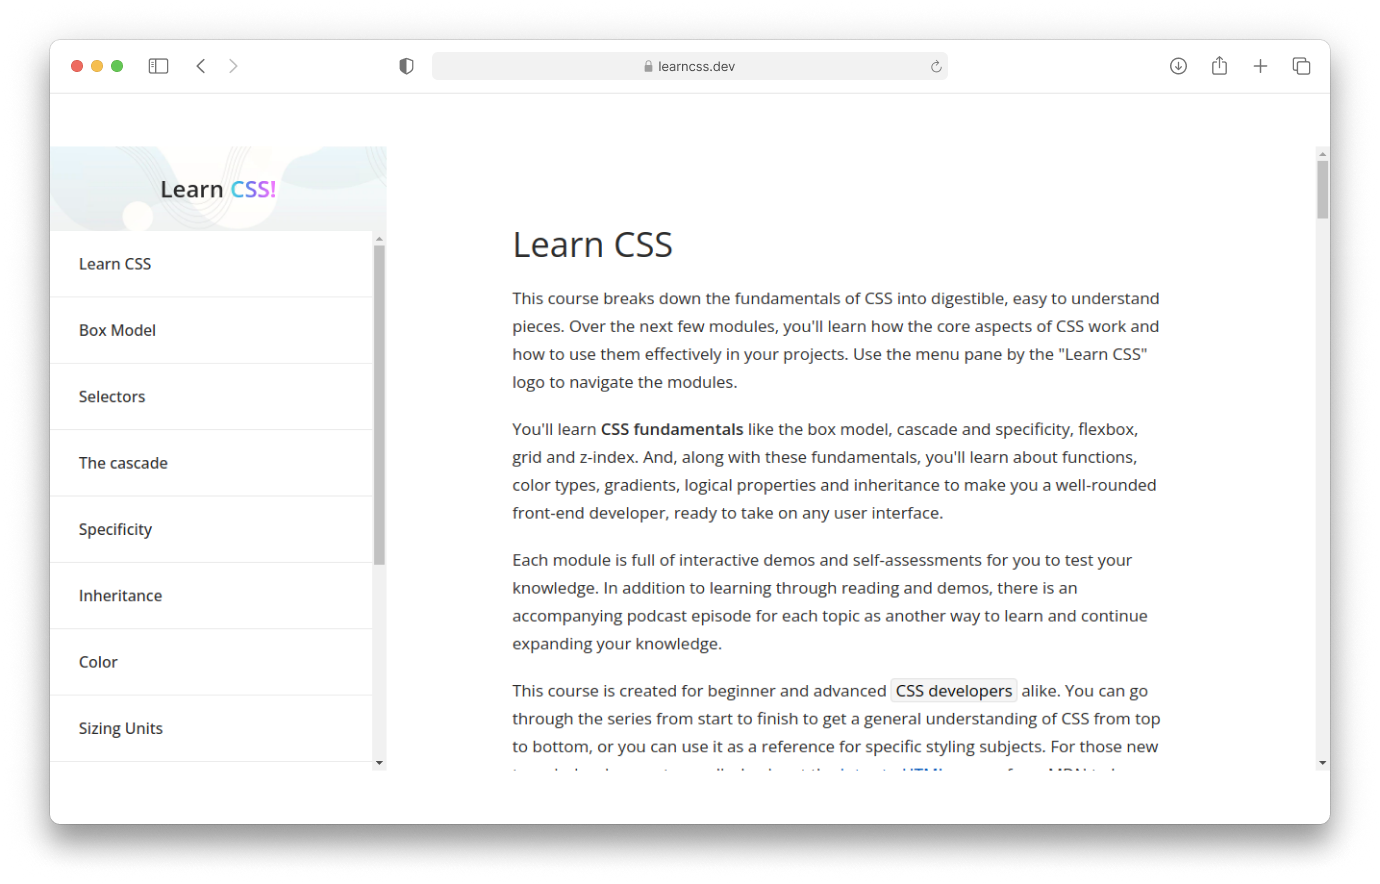 learncss.dev
Learn CSS!
Learn CSS
Box Model
Selectors
The cascade
Specificity
Inheritance
Color
Sizing Units
Learn CSS
This course breaks down the fundamentals of CSS into digestible, easy to understand
pieces. Over the next few modules, you'll learn how the core aspects of CSS work and
how to use them effectively in your projects. Use the menu pane by the "Learn CSS"
logo to navigate the modules.
You'll learn CSS fundamentals like the box model, cascade and specificity, flexbox,
grid and z-index. And, along with these fundamentals, you'll learn about functions,
color types, gradients, logical properties and inheritance to make you a well-rounded
front-end developer, ready to take on any user interface.
Each module is full of interactive demos and self-assessments for you to test your
knowledge. In addition to learning through reading and demos, there is an
accompanying podcast episode for each topic as another way to learn and continue
expanding your knowledge.
This course is created for beginner and advanced CSS developers alike. You can go
through the series from start to finish to get a general understanding of CSS from top
to bottom, or you can use it as a reference for specific styling subjects. For those new